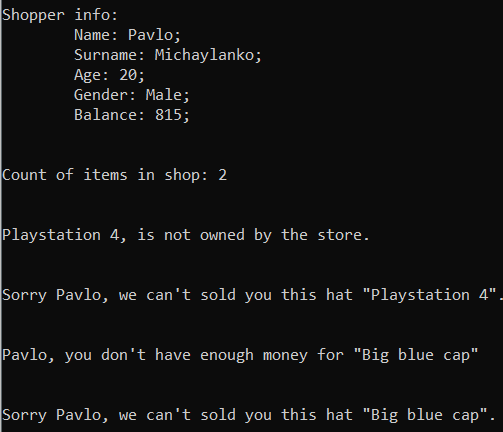 Shopper info:
Name: Pavlo;
Surname: Michaylanko;
Age: 20;
Gender: Male;
Balance: 815;
Count of items in shop: 2
Playstation 4, is not owned by the store.
Sorry Pavlo, we can't sold you this hat "Playstation 4".
Pavlo, you don't have enough money for "Big blue cap"
Sorry Pavlo, we can't sold you this hat "Big blue cap".